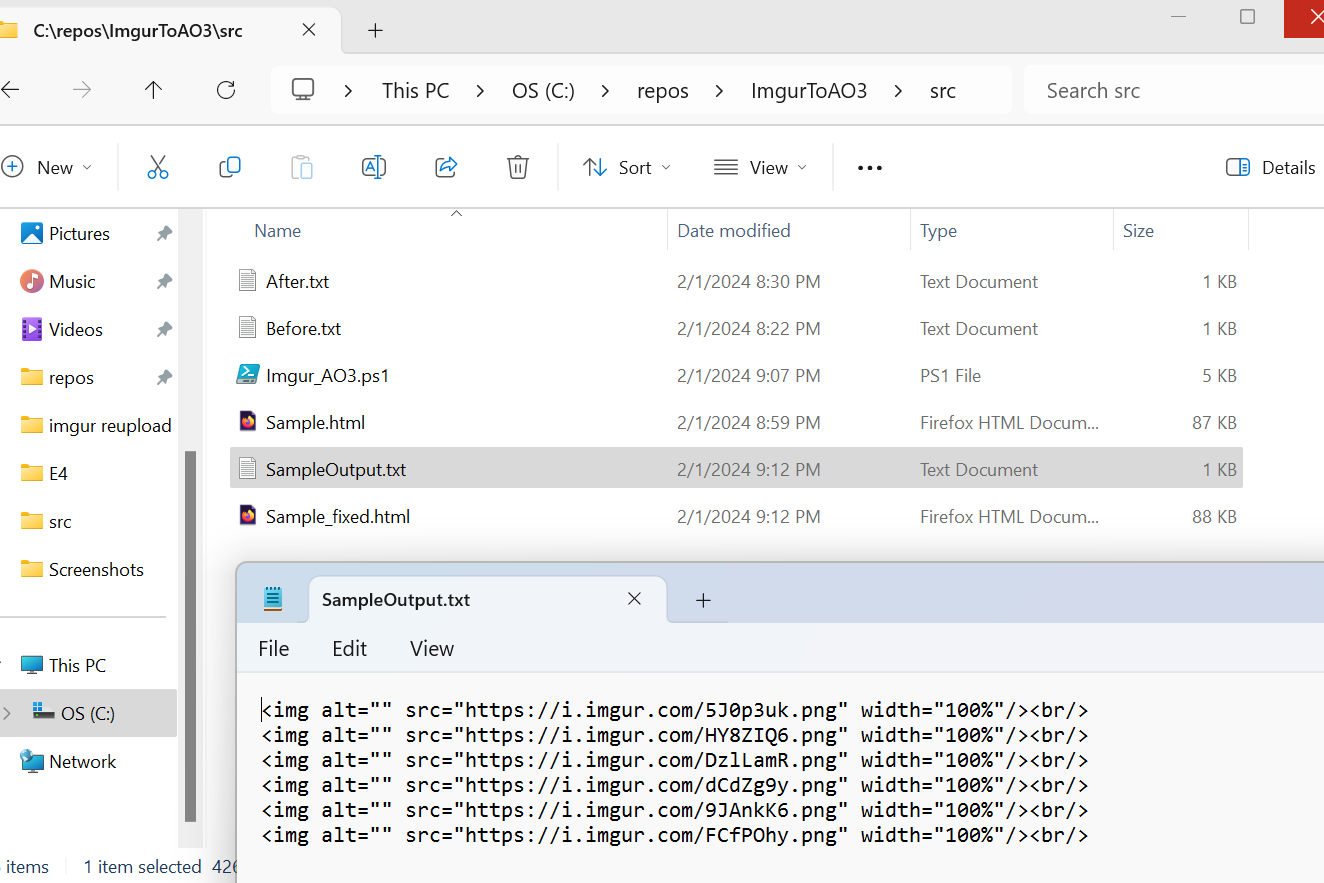 C:\repos\ImgurToAO3\src
This PC > OS (C:) > repos > ImgurToAO3 > src
Search src
New
Sort
View
Details
Name
Date modified
Type
Size
Pictures
Music
Videos
repos
imgur reupload
E4
src
Screenshots
This PC
OS (C:)
Network
After.txt 2/1/2024 8:30 PM Text Document 1 KB
Before.txt 2/1/2024 8:22 PM Text Document 1 KB
Imgur_AO3.ps1 2/1/2024 9:07 PM PS1 File 5 KB
Sample.html 2/1/2024 8:59 PM Firefox HTML Docum... 87 KB
SampleOutput.txt 2/1/2024 9:12 PM Text Document 1 KB
Sample_fixed.html 2/1/2024 9:12 PM Firefox HTML Docum... 88 KB
SampleOutput.txt
File Edit View
<img alt="" src="https://i.imgur.com/5J0p3uk.png" width="100%"/><br/>
<img alt="" src="https://i.imgur.com/HY8ZIQ6.png" width="100%"/><br/>
<img alt="" src="https://i.imgur.com/DzlLamR.png" width="100%"/><br/>
<img alt="" src="https://i.imgur.com/dCdZg9y.png" width="100%"/><br/>
<img alt="" src="https://i.imgur.com/9JAnkK6.png" width="100%"/><br/>
<img alt="" src="https://i.imgur.com/FCfPOhy.png" width="100%"/><br/>
items
1 item selected 426